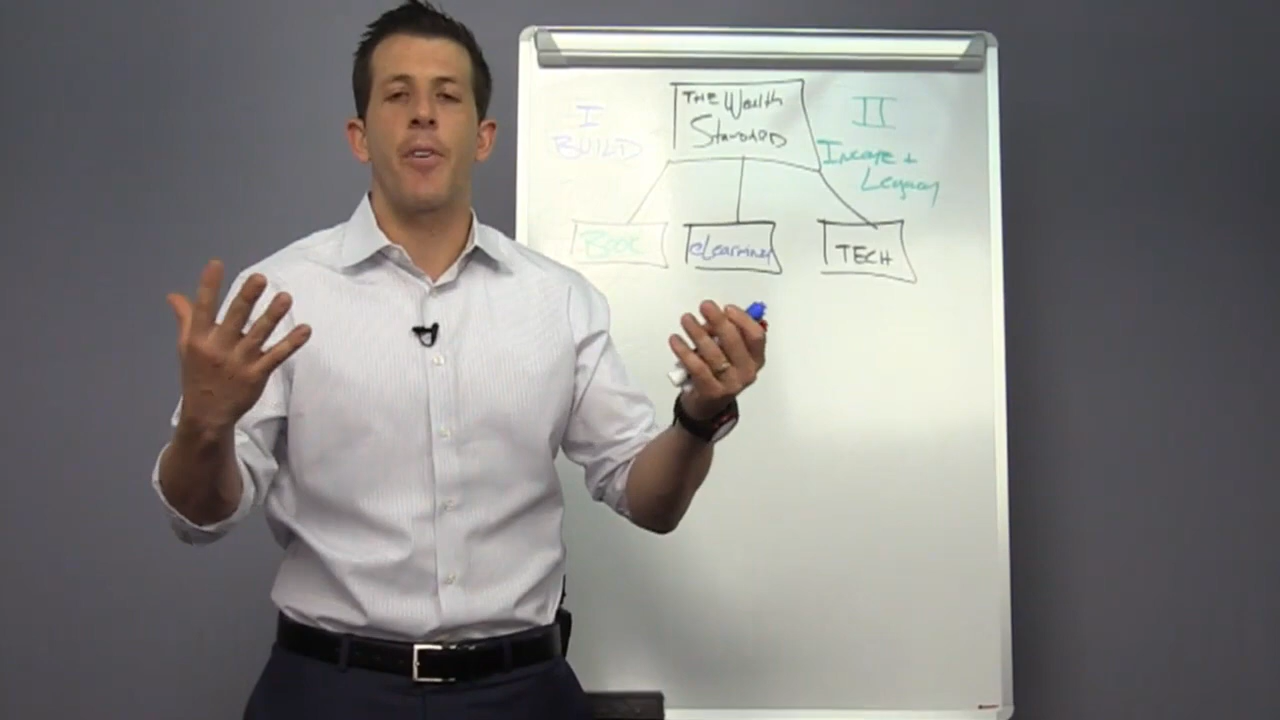 THE Wealth
Standard
I
BUILD
II
Income +
Legacy
Book
eLearning
TECH